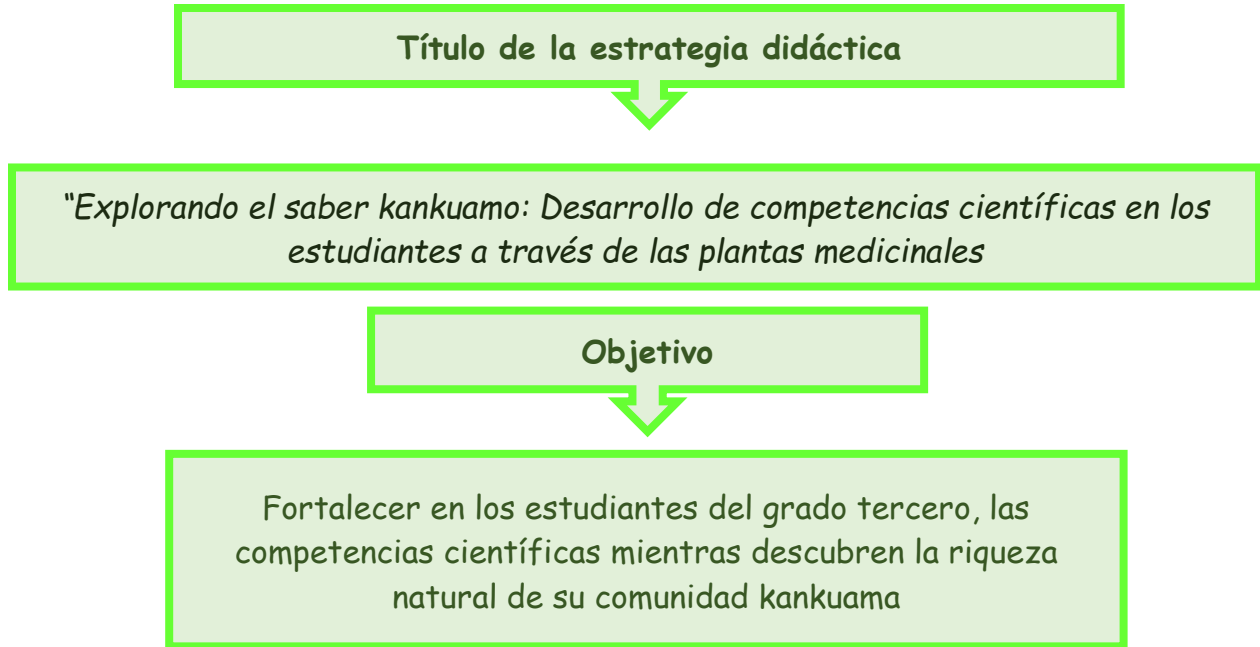 Título de la estrategia didáctica
“Explorando el saber kankuamo: Desarrollo de competencias científicas en los
estudiantes a través de las plantas medicinales
Objetivo
Fortalecer en los estudiantes del grado tercero, las
competencias científicas mientras descubren la riqueza
natural de su comunidad kankuama